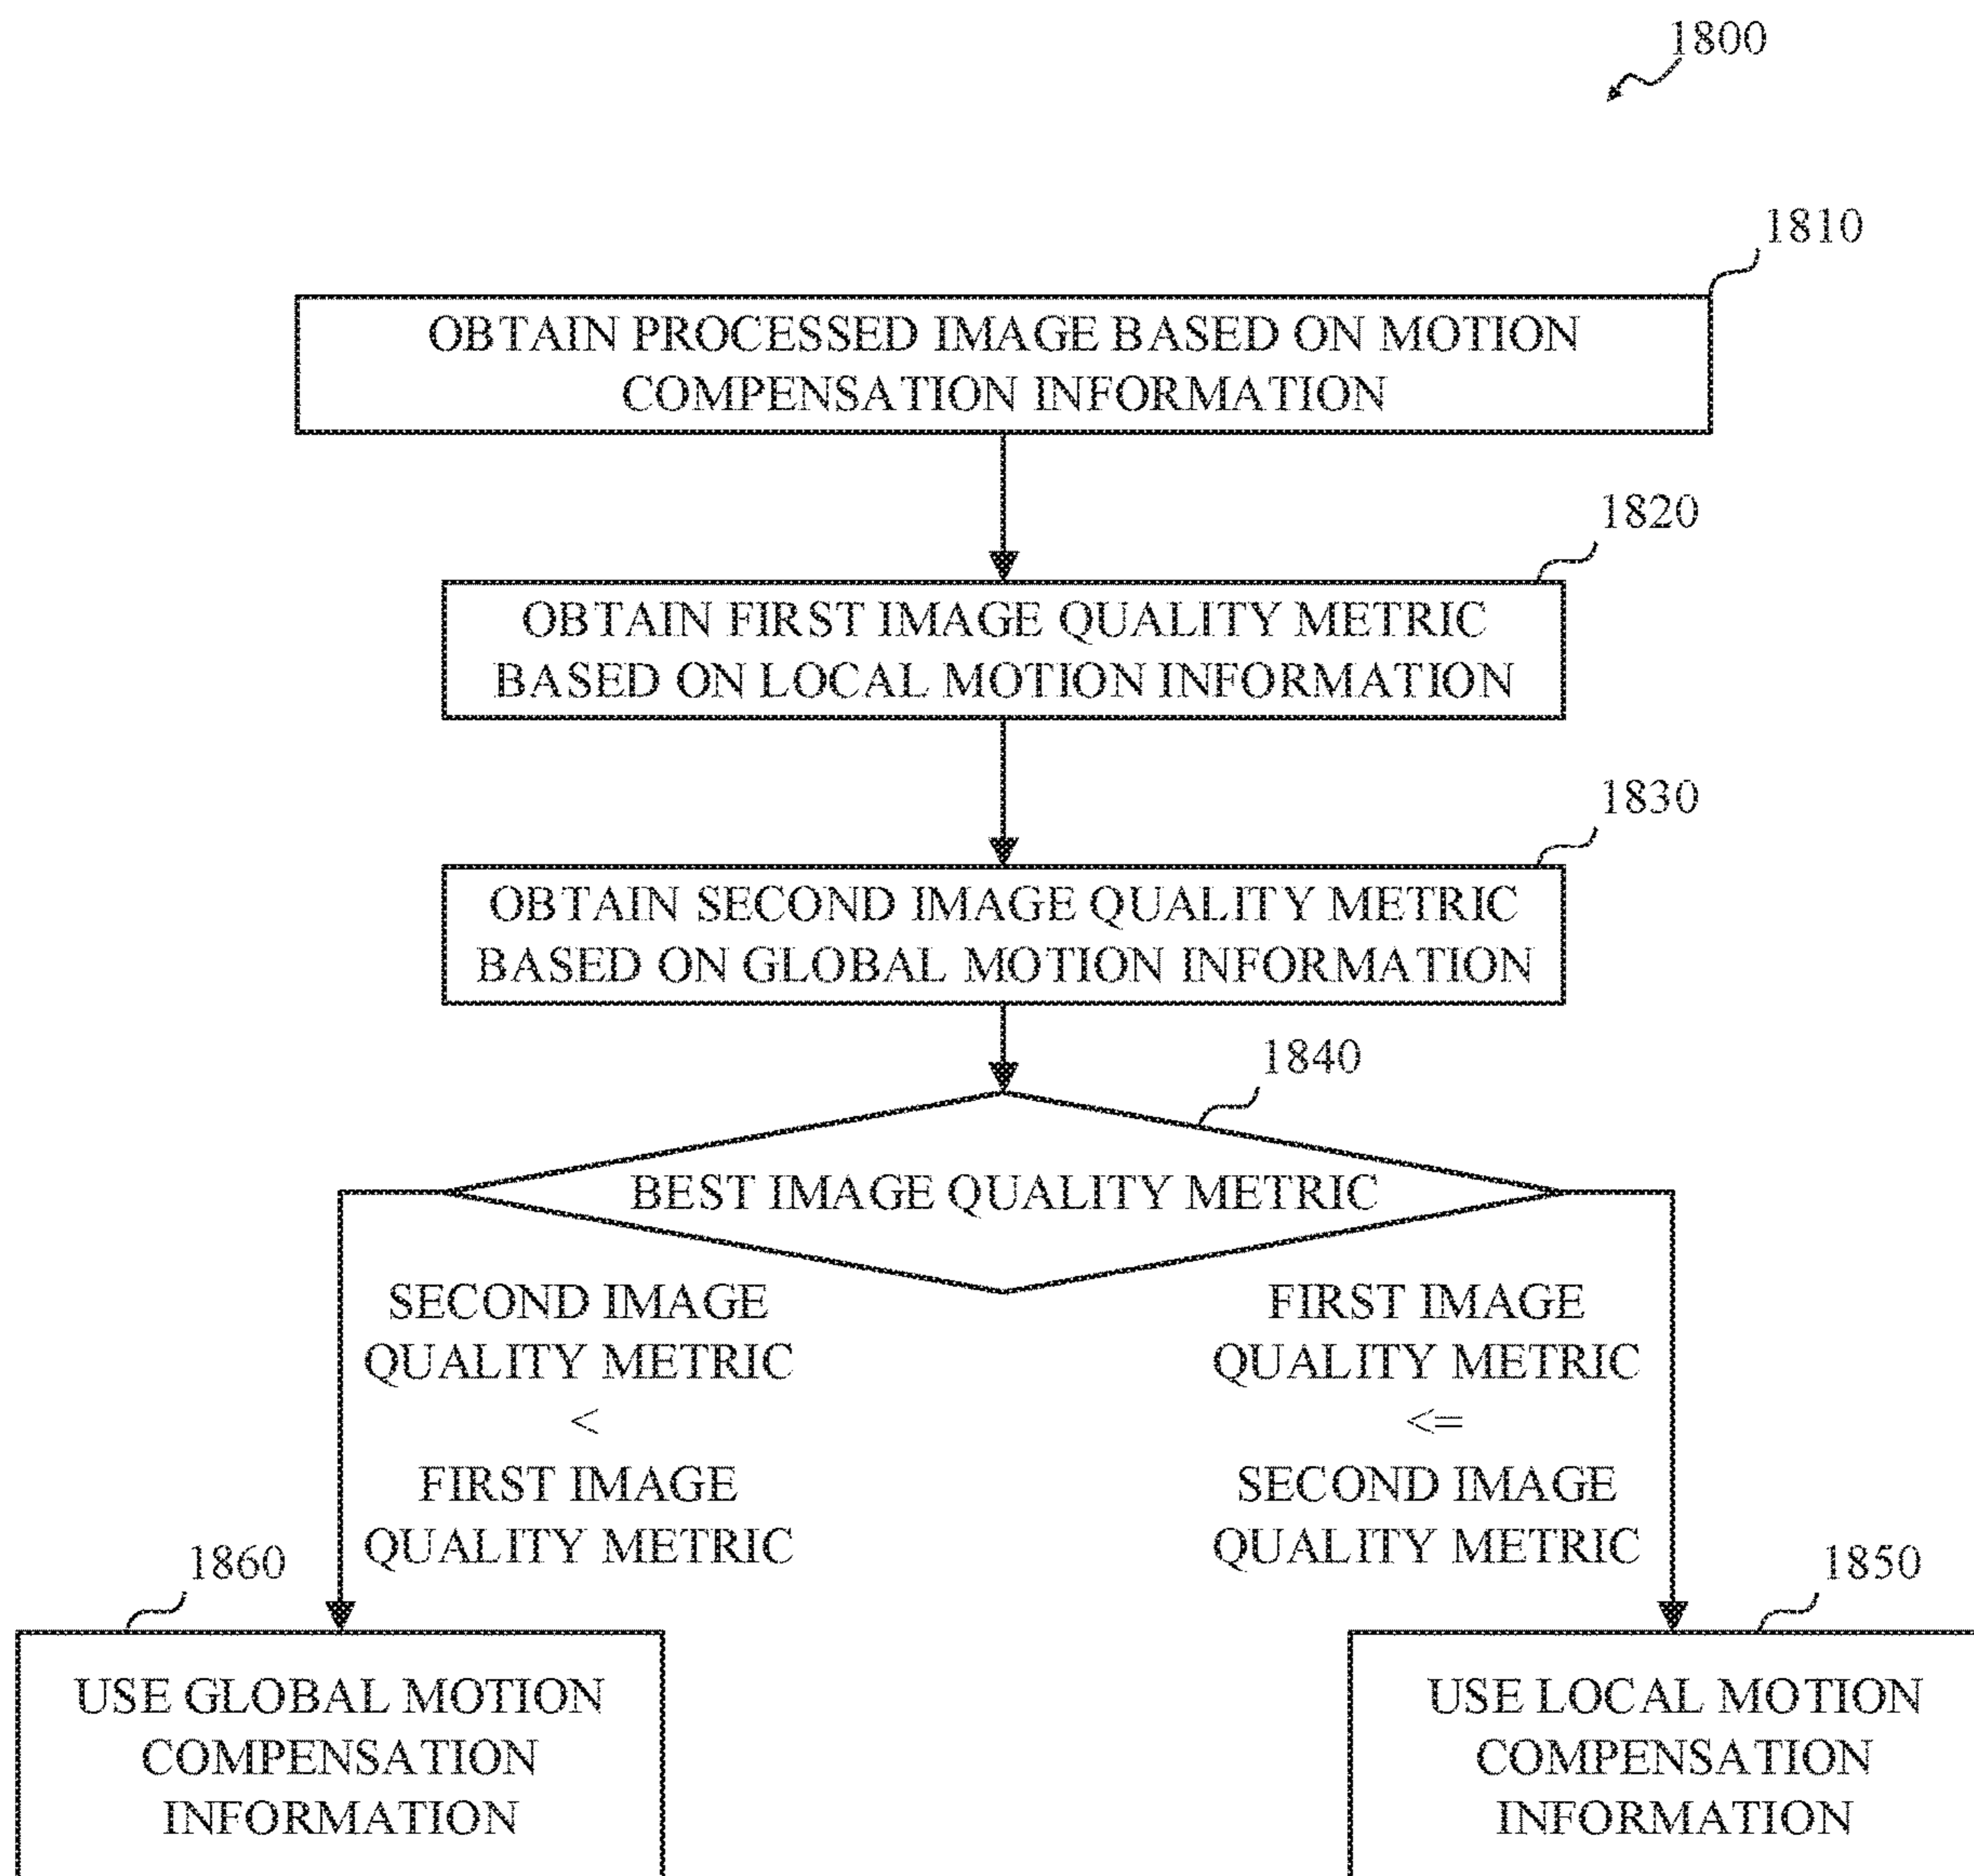 1800
1810
OBTAIN PROCESSED IMAGE BASED ON MOTION
COMPENSATION INFORMATION
1820
OBTAIN FIRST IMAGE QUALITY METRIC
BASED ON LOCAL MOTION INFORMATION
1830
OBTAIN SECOND IMAGE QUALITY METRIC
BASED ON GLOBAL MOTION INFORMATION
1840
BEST IMAGE QUALITY METRIC
SECOND IMAGE
QUALITY METRIC
<
FIRST IMAGE
QUALITY METRIC
FIRST IMAGE
QUALITY METRIC
<=
SECOND IMAGE
QUALITY METRIC
1860
USE GLOBAL MOTION
COMPENSATION
INFORMATION
1850
USE LOCAL MOTION
COMPENSATION
INFORMATION